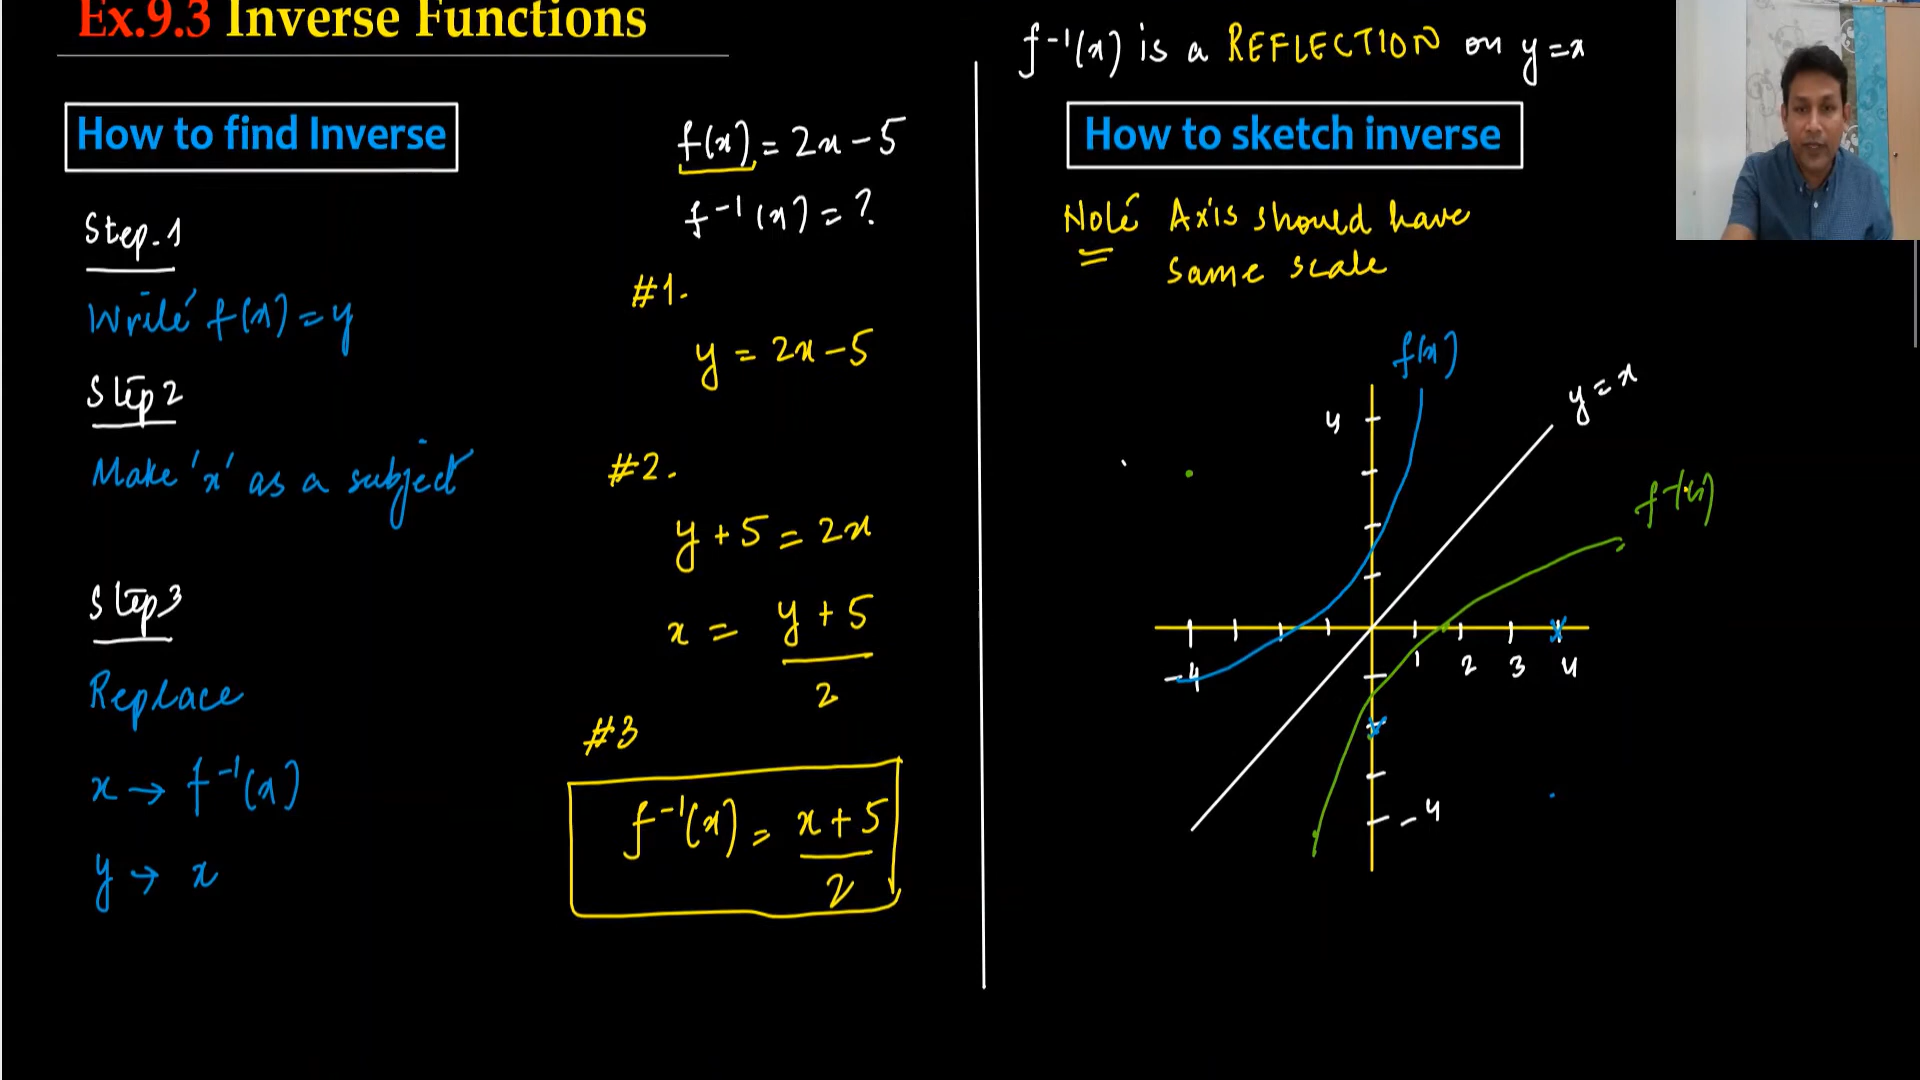 Ex.9.3 Inverse Functions
How to find Inverse
Step-1
Write f(x) = y
Step 2
Make 'x' as a subject
Step 3
Replace
x → f⁻¹(x)
y → x
f(x) = 2x - 5
f⁻¹(x) = ?
#1.
y = 2x - 5
#2.
y + 5 = 2x
x = y + 5
2
#3
f⁻¹(x) = x + 5
2
f⁻¹(x) is a REFLECTION on y = x
How to sketch inverse
Note Axis should have
same scale
f(x)
y = x
4
f⁻¹(x)
-4 1 2 3 4
-4